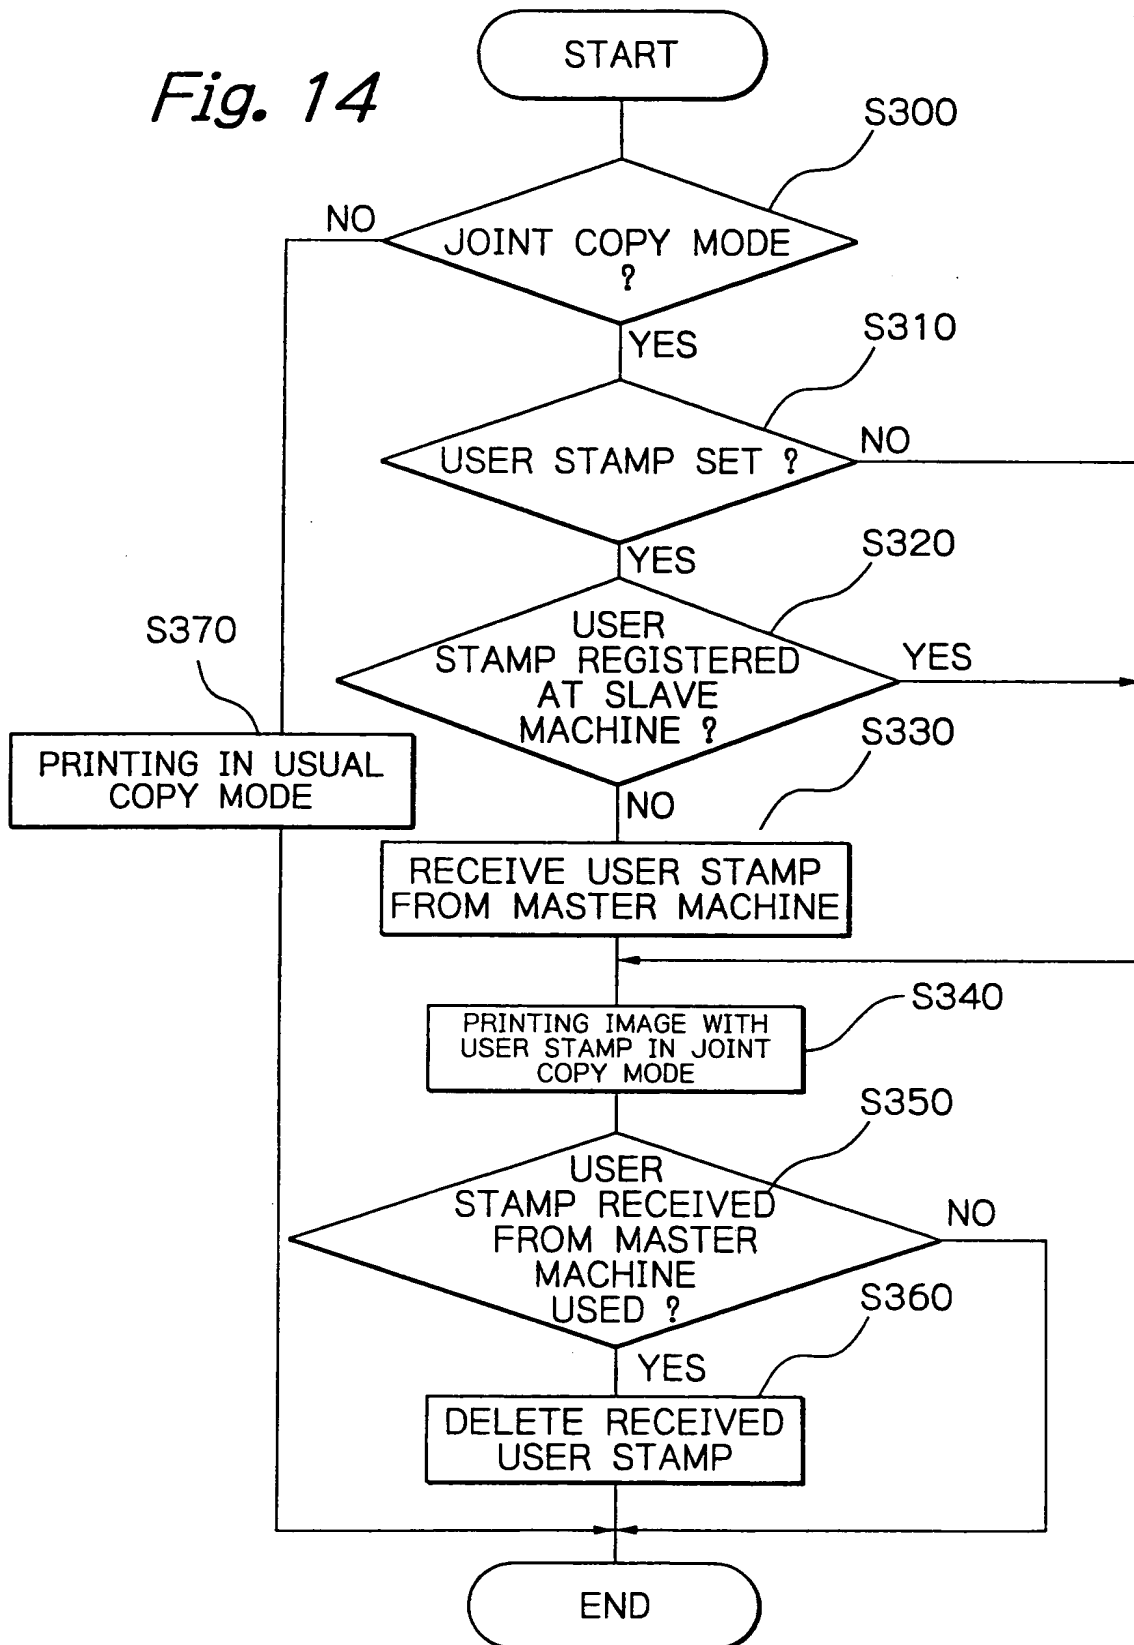 START
Fig. 14
S300
NO
JOINT COPY MODE
?
YES
S310
USER STAMP SET ?
NO
YES
S320
USER
STAMP REGISTERED
AT SLAVE
MACHINE ?
YES
S370
PRINTING IN USUAL
COPY MODE
S330
NO
RECEIVE USER STAMP
FROM MASTER MACHINE
S340
PRINTING IMAGE WITH
USER STAMP IN JOINT
COPY MODE
S350
USER
STAMP RECEIVED
FROM MASTER
MACHINE
USED ?
NO
S360
YES
DELETE RECEIVED
USER STAMP
END